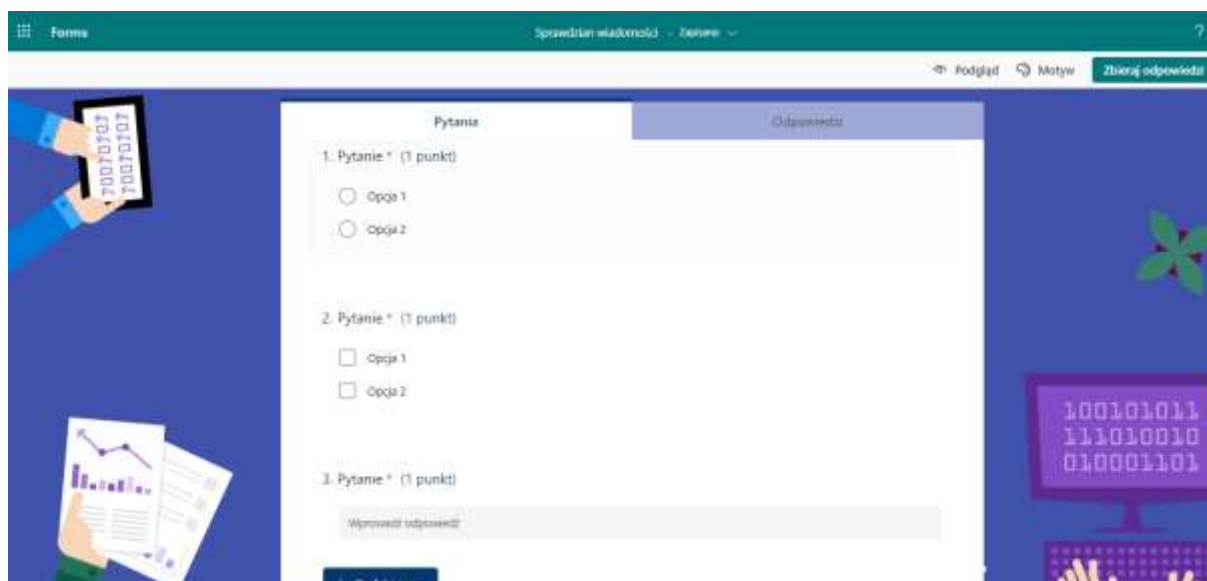 Forms
Sprawdzian wiadomości - Zapisano
?
Podgląd
Motyw
Zbieraj odpowiedzi
Pytania
Odpowiedzi
1. Pytanie * (1 punkt)
Opcja 1
Opcja 2
2. Pytanie * (1 punkt)
Opcja 1
Opcja 2
3. Pytanie * (1 punkt)
Wprowadź odpowiedź
100101011
111010010
010001101